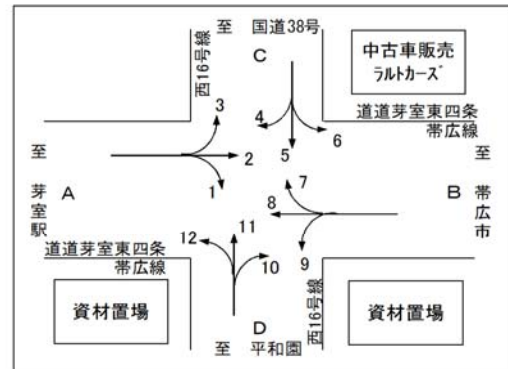 至 国道38号
C
西16号線
中古車販売
ラルトカーズ
3
4
5
6
道道芽室東四条
帯広線
至
芽室駅
A
2
1
7
8
9
B
至
帯広市
11
12
10
道道芽室東四条
帯広線
西16号線
資材置場
資材置場
D
至 平和園